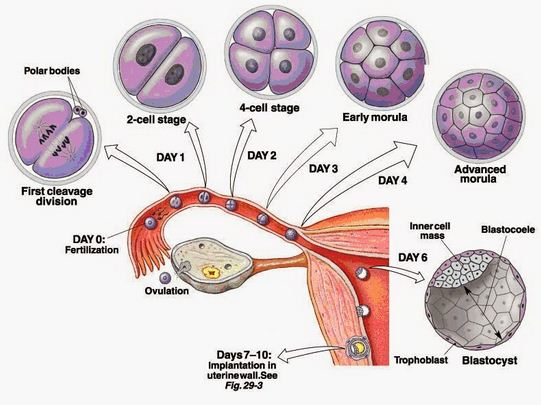 Polar bodies
First cleavage
division
2-cell stage
4-cell stage
Early morula
Advanced
morula
DAY 1
DAY 2
DAY 3
DAY 4
DAY 0:
Fertilization
Ovulation
DAY 6
Inner cell
mass
Blastocoele
Trophoblast
Blastocyst
Days 7–10:
Implantation in
uterine wall. See
Fig. 29-3